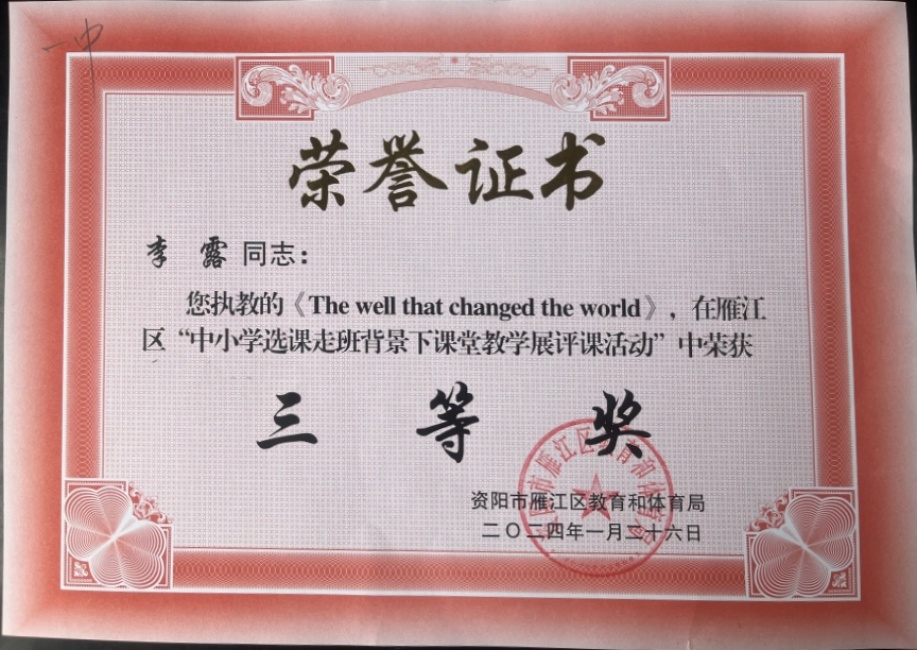 一中
荣誉证书
李 露 同志：
您执教的《The well that changed the world》，在雁江
区“中小学选课走班背景下课堂教学展评课活动”中荣获
三等奖
资阳市雁江区教育和体育局
二〇二四年一月二十六日